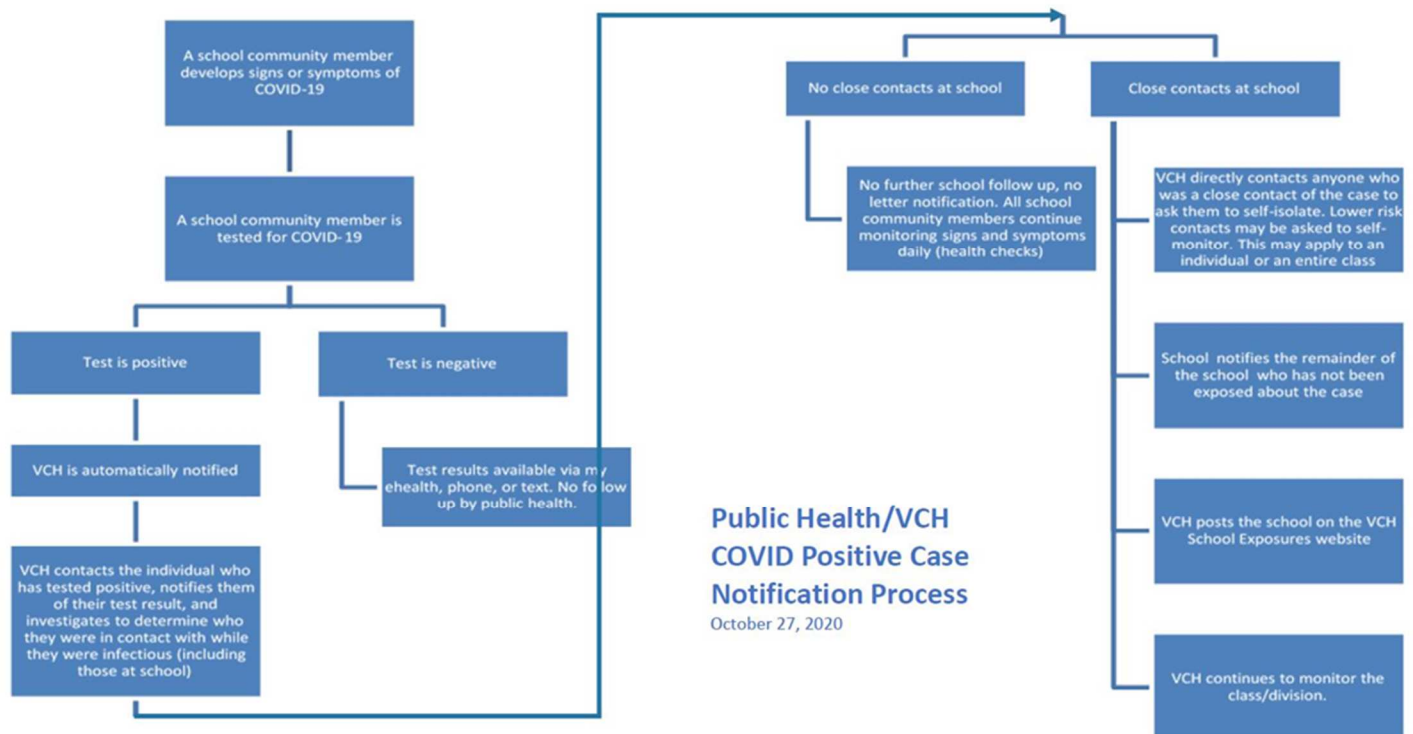 A school community member
develops signs or symptoms of
COVID-19
A school community member is
tested for COVID-19
Test is positive
Test is negative
VCH is automatically notified
Test results available via my
ehealth, phone, or text. No follow
up by public health.
VCH contacts the individual who
has tested positive, notifies them
of their test result, and
investigates to determine who
they were in contact with while
they were infectious (including
those at school)
No close contacts at school
Close contacts at school
No further school follow up, no
letter notification. All school
community members continue
monitoring signs and symptoms
daily (health checks)
VCH directly contacts anyone who
was a close contact of the case to
ask them to self-isolate. Lower risk
contacts may be asked to self-
monitor. This may apply to an
individual or an entire class
School notifies the remainder of
the school who has not been
exposed about the case
VCH posts the school on the VCH
School Exposures website
VCH continues to monitor the
class/division.
Public Health/VCH
COVID Positive Case
Notification Process
October 27, 2020